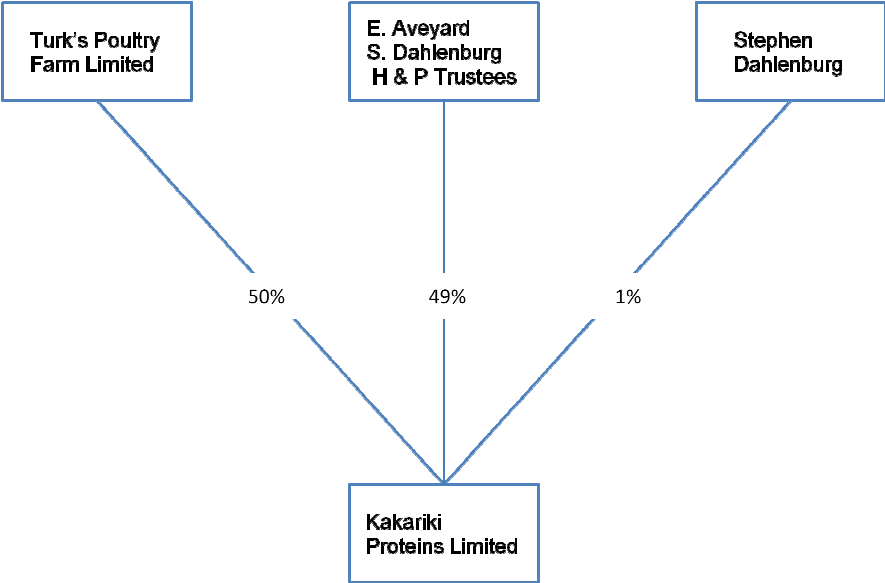 Turk's Poultry
Farm Limited
E. Aveyard
S. Dahlenburg
H & P Trustees
Stephen
Dahlenburg
50%
49%
1%
Kakariki
Proteins Limited